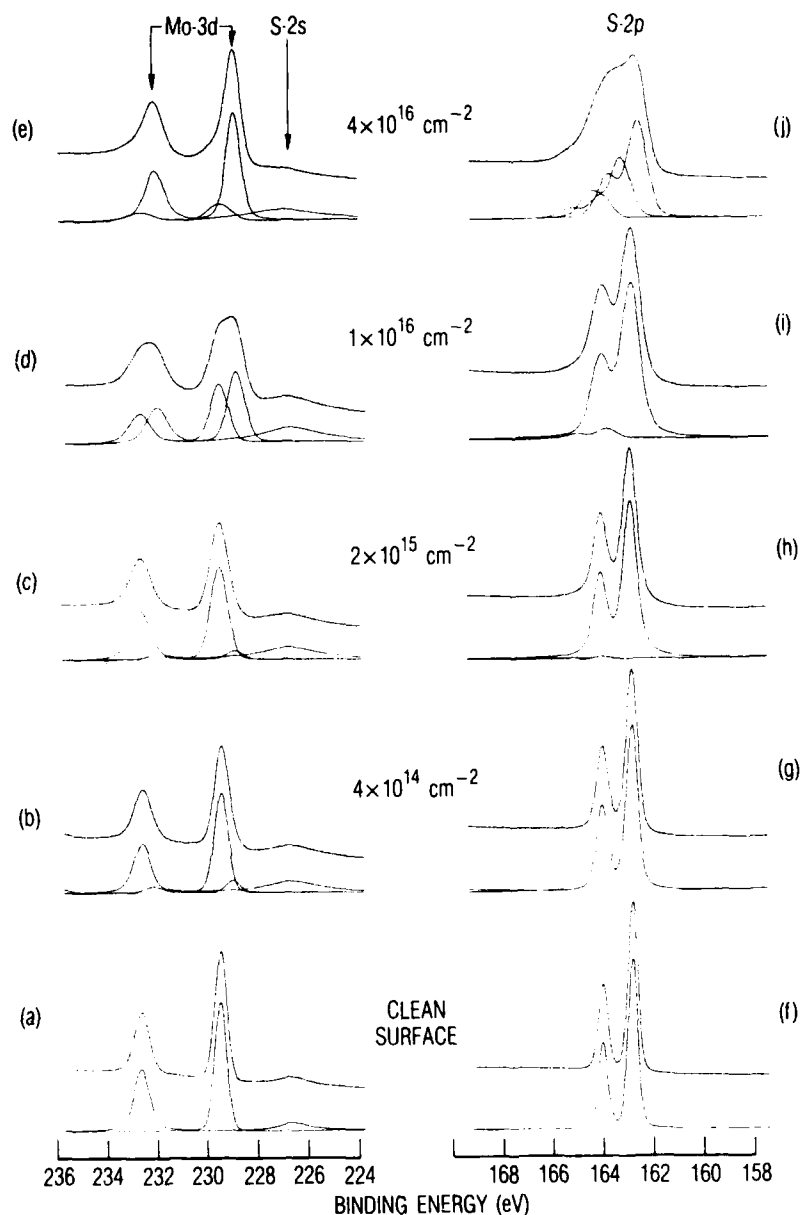 Mo-3d S-2s S-2p
(e) 4×10¹⁶ cm⁻² (j)
(d) 1×10¹⁶ cm⁻² (i)
(c) 2×10¹⁵ cm⁻² (h)
(b) 4×10¹⁴ cm⁻² (g)
(a) CLEAN SURFACE (f)
236 234 232 230 228 226 224 168 166 164 162 160 158
BINDING ENERGY (eV)